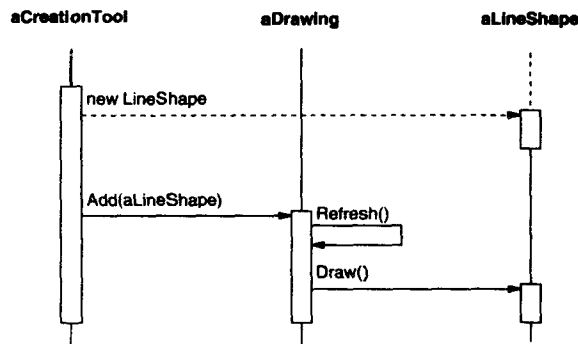 aCreationTool
aDrawing
aLineShape
new LineShape
Add(aLineShape)
Refresh()
Draw()